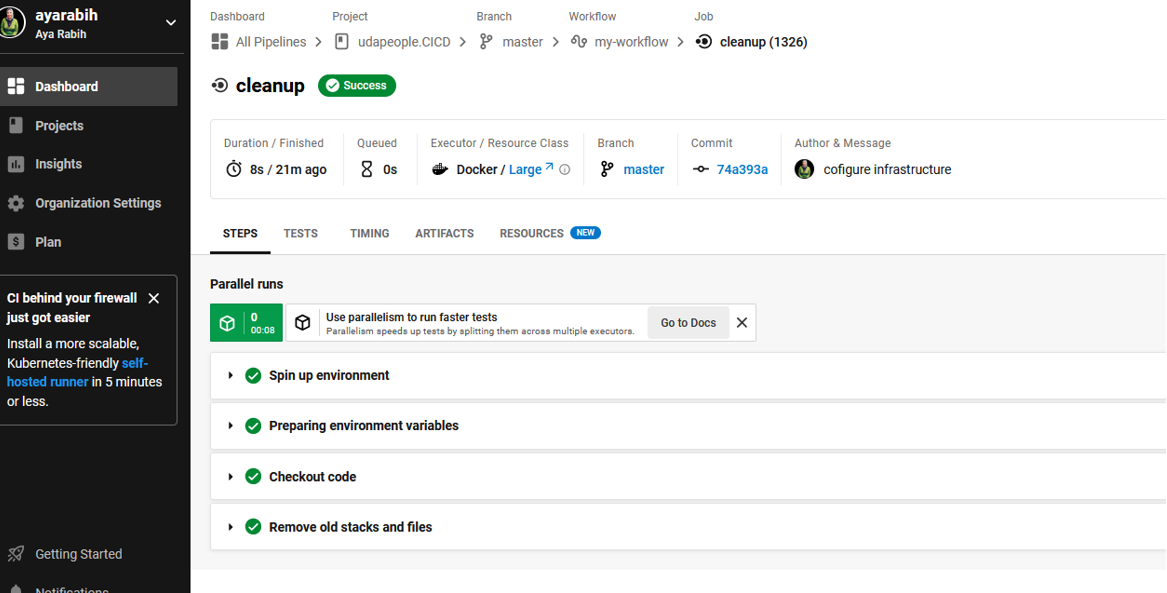 ayarabih
Aya Rabih
Dashboard
Projects
Insights
Organization Settings
Plan
CI behind your firewall
just got easier
Install a more scalable,
Kubernetes-friendly self-
hosted runner in 5 minutes
or less.
Getting Started
Notifications
Dashboard Project Branch Workflow Job
All Pipelines udapeople.CICD master my-workflow cleanup (1326)
cleanup Success
Duration / Finished Queued Executor / Resource Class Branch Commit Author & Message
8s / 21m ago 0s Docker / Large master 74a393a cofigure infrastructure
STEPS TESTS TIMING ARTIFACTS RESOURCES NEW
Parallel runs
0
00:08
Use parallelism to run faster tests
Parallelism speeds up tests by splitting them across multiple executors.
Go to Docs
Spin up environment
Preparing environment variables
Checkout code
Remove old stacks and files